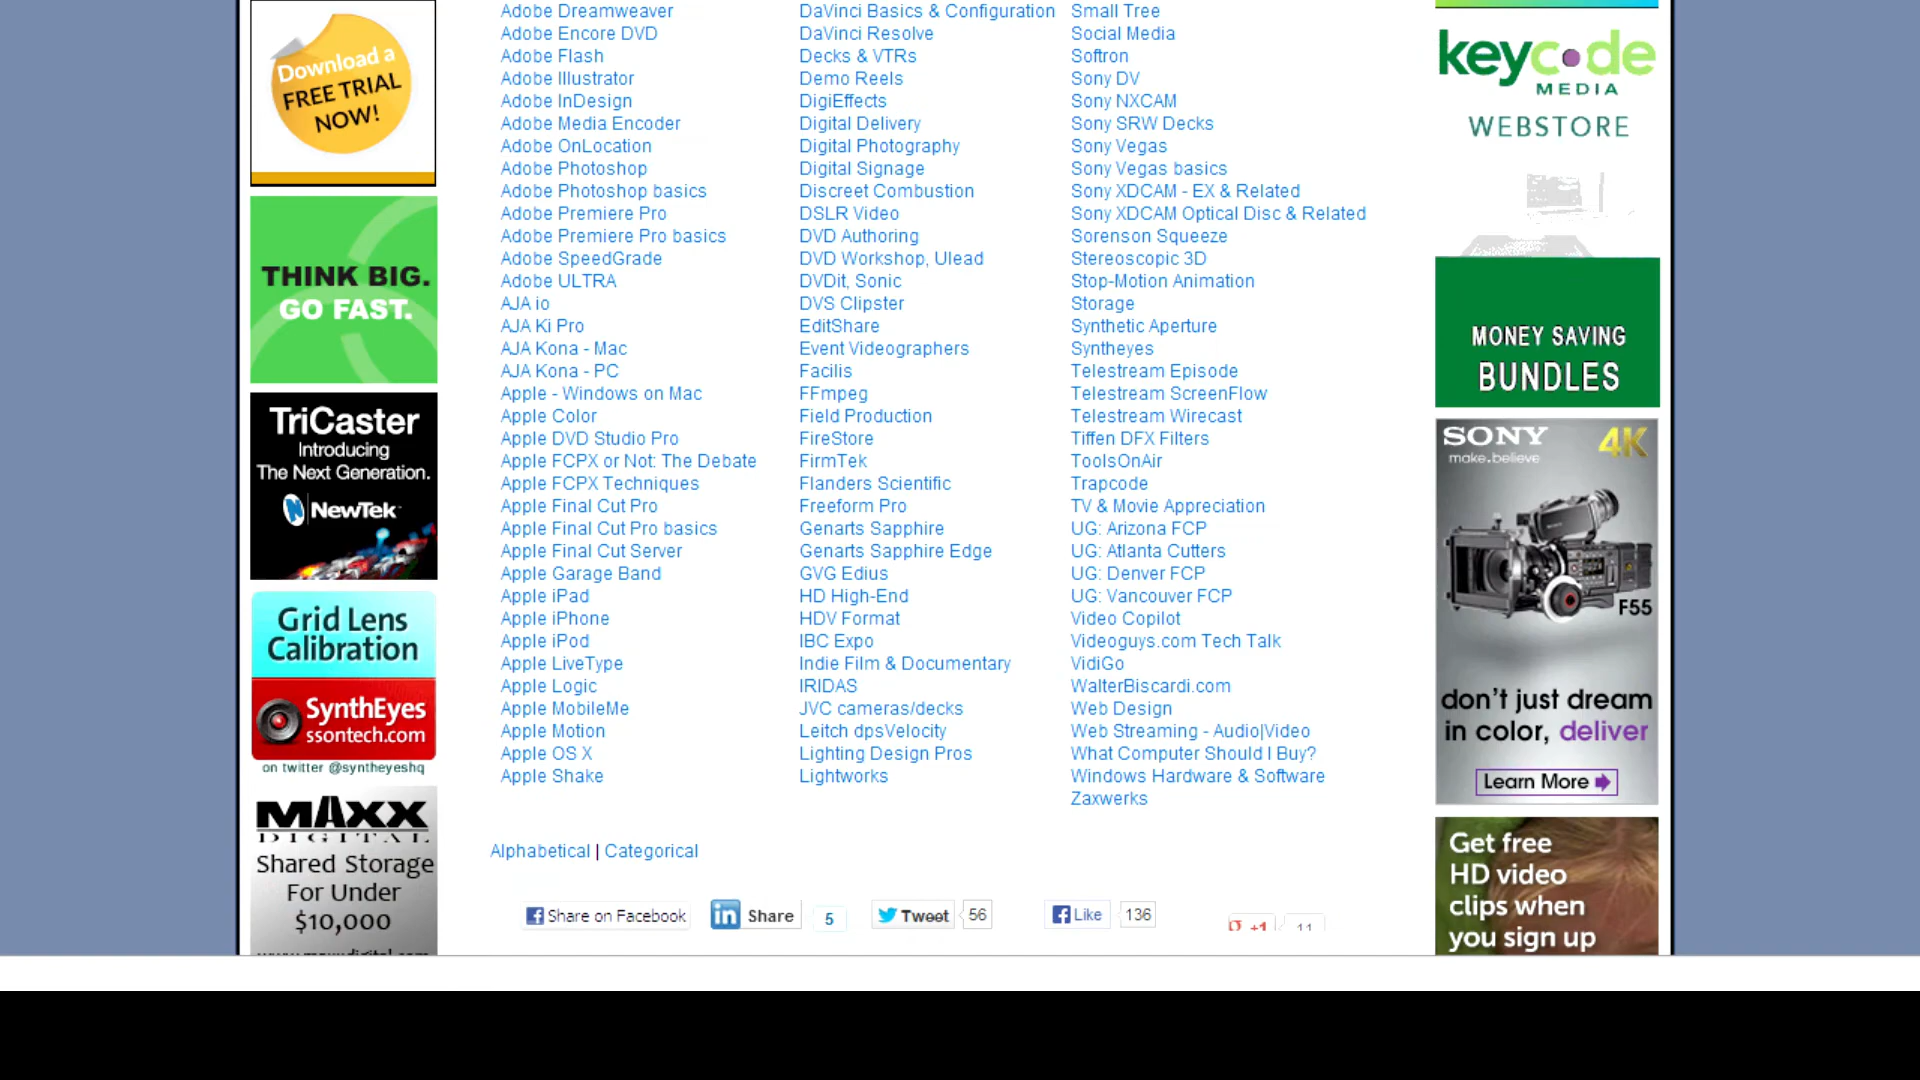 Download a
FREE TRIAL
NOW!
THINK BIG.
GO FAST.
TriCaster
Introducing
The Next Generation.
NewTek
Grid Lens
Calibration
SynthEyes
ssontech.com
on twitter @syntheyeshq
MAXX
DIGITAL
Shared Storage
For Under
$10,000
www.maxxdigital.com
Adobe Dreamweaver
Adobe Encore DVD
Adobe Flash
Adobe Illustrator
Adobe InDesign
Adobe Media Encoder
Adobe OnLocation
Adobe Photoshop
Adobe Photoshop basics
Adobe Premiere Pro
Adobe Premiere Pro basics
Adobe SpeedGrade
Adobe ULTRA
AJA io
AJA Ki Pro
AJA Kona - Mac
AJA Kona - PC
Apple - Windows on Mac
Apple Color
Apple DVD Studio Pro
Apple FCPX or Not: The Debate
Apple FCPX Techniques
Apple Final Cut Pro
Apple Final Cut Pro basics
Apple Final Cut Server
Apple Garage Band
Apple iPad
Apple iPhone
Apple iPod
Apple LiveType
Apple Logic
Apple MobileMe
Apple Motion
Apple OS X
Apple Shake
DaVinci Basics & Configuration
DaVinci Resolve
Decks & VTRs
Demo Reels
DigiEffects
Digital Delivery
Digital Photography
Digital Signage
Discreet Combustion
DSLR Video
DVD Authoring
DVD Workshop, Ulead
DVDit, Sonic
DVS Clipster
EditShare
Event Videographers
Facilis
FFmpeg
Field Production
FireStore
FirmTek
Flanders Scientific
Freeform Pro
Genarts Sapphire
Genarts Sapphire Edge
GVG Edius
HD High-End
HDV Format
IBC Expo
Indie Film & Documentary
IRIDAS
JVC cameras/decks
Leitch dpsVelocity
Lighting Design Pros
Lightworks
Small Tree
Social Media
Softron
Sony DV
Sony NXCAM
Sony SRW Decks
Sony Vegas
Sony Vegas basics
Sony XDCAM - EX & Related
Sony XDCAM Optical Disc & Related
Sorenson Squeeze
Stereoscopic 3D
Stop-Motion Animation
Storage
Synthetic Aperture
Syntheyes
Telestream Episode
Telestream ScreenFlow
Telestream Wirecast
Tiffen DFX Filters
ToolsOnAir
Trapcode
TV & Movie Appreciation
UG: Arizona FCP
UG: Atlanta Cutters
UG: Denver FCP
UG: Vancouver FCP
Video Copilot
Videoguys.com Tech Talk
VidiGo
WalterBiscardi.com
Web Design
Web Streaming - Audio|Video
What Computer Should I Buy?
Windows Hardware & Software
Zaxwerks
Alphabetical | Categorical
Share on Facebook
in Share 5
Tweet 56
Like 136
+1 11
keycode
MEDIA
WEBSTORE
MONEY SAVING
BUNDLES
SONY 4K
make.believe
F55
don't just dream
in color, deliver
Learn More
Get free
HD video
clips when
you sign up